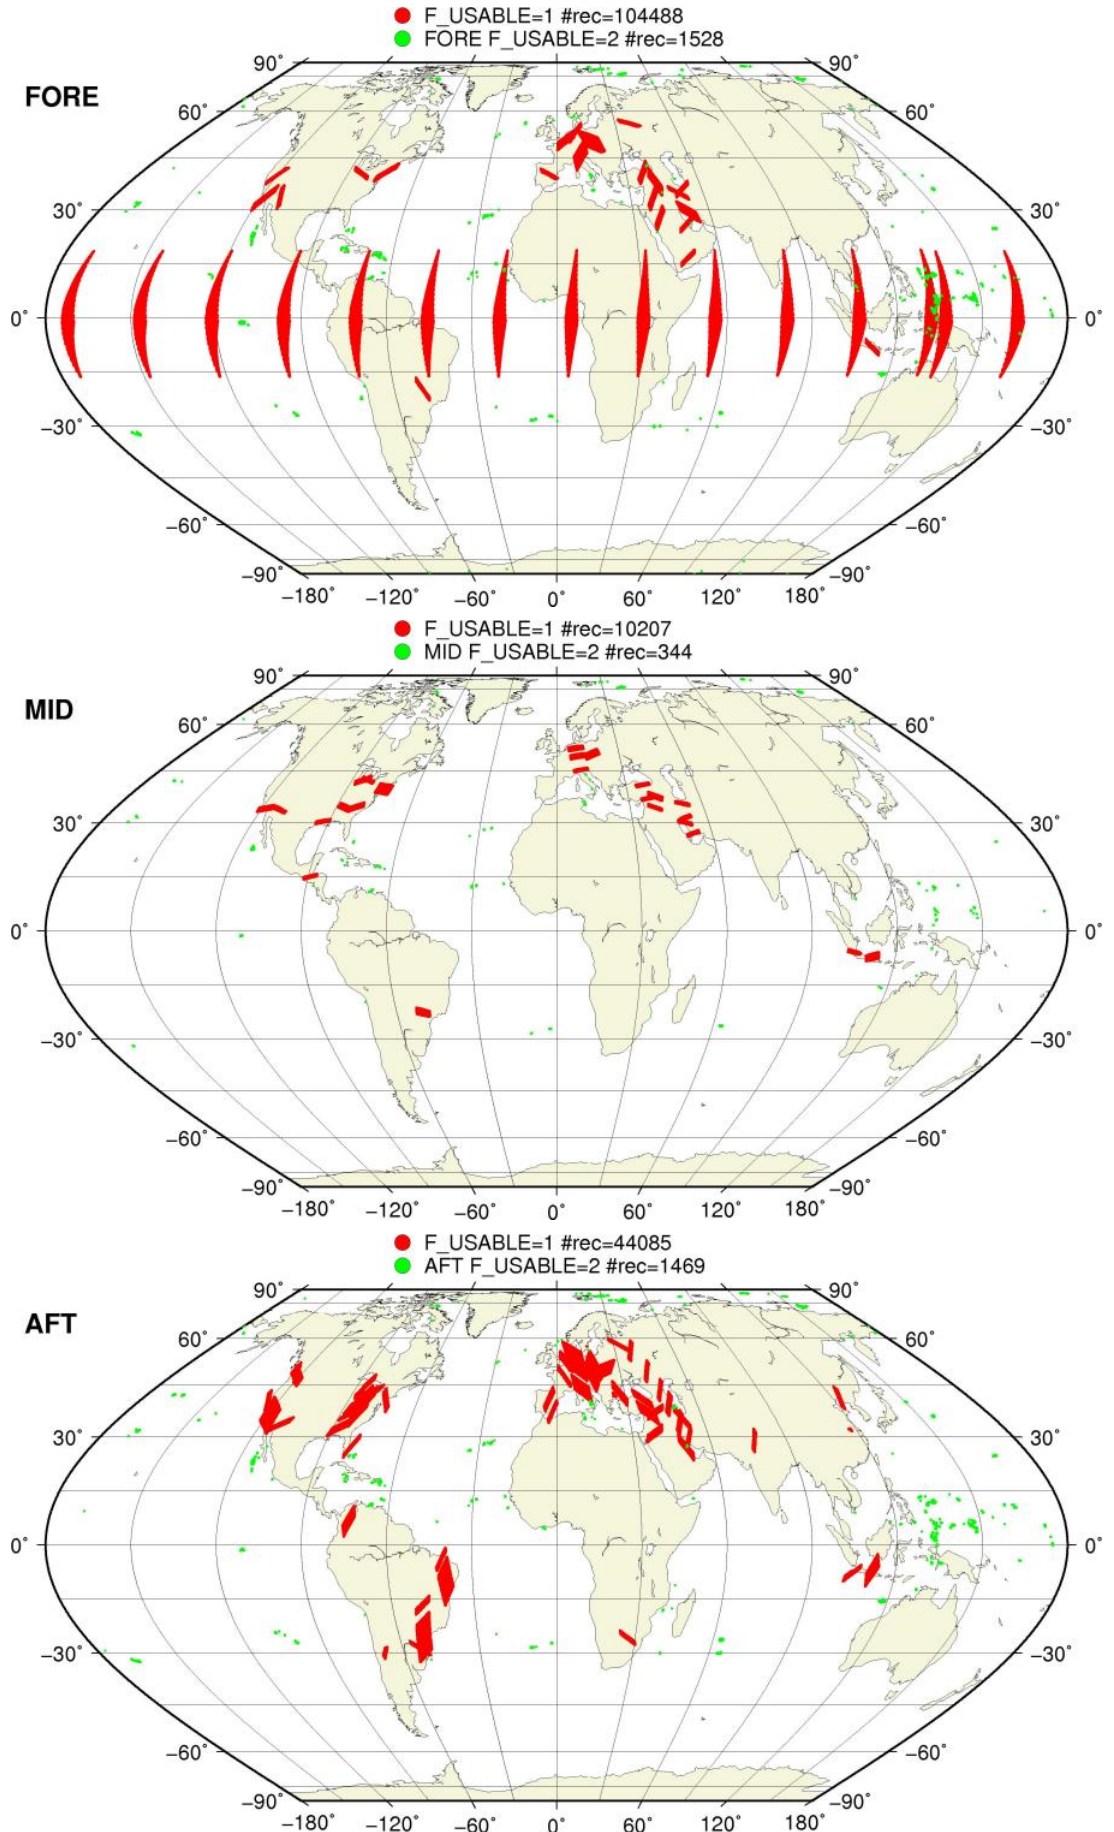 F_USABLE=1 #rec=104488
FORE F_USABLE=2 #rec=1528
FORE
90° 90°
60° 60°
30° 30°
0° 0°
−30° −30°
−60° −60°
−90° −90°
−180° −120° −60° 0° 60° 120° 180°
F_USABLE=1 #rec=10207
MID F_USABLE=2 #rec=344
MID
90° 90°
60° 60°
30° 30°
0° 0°
−30° −30°
−60° −60°
−90° −90°
−180° −120° −60° 0° 60° 120° 180°
F_USABLE=1 #rec=44085
AFT F_USABLE=2 #rec=1469
AFT
90° 90°
60° 60°
30° 30°
0° 0°
−30° −30°
−60° −60°
−90° −90°
−180° −120° −60° 0° 60° 120° 180°